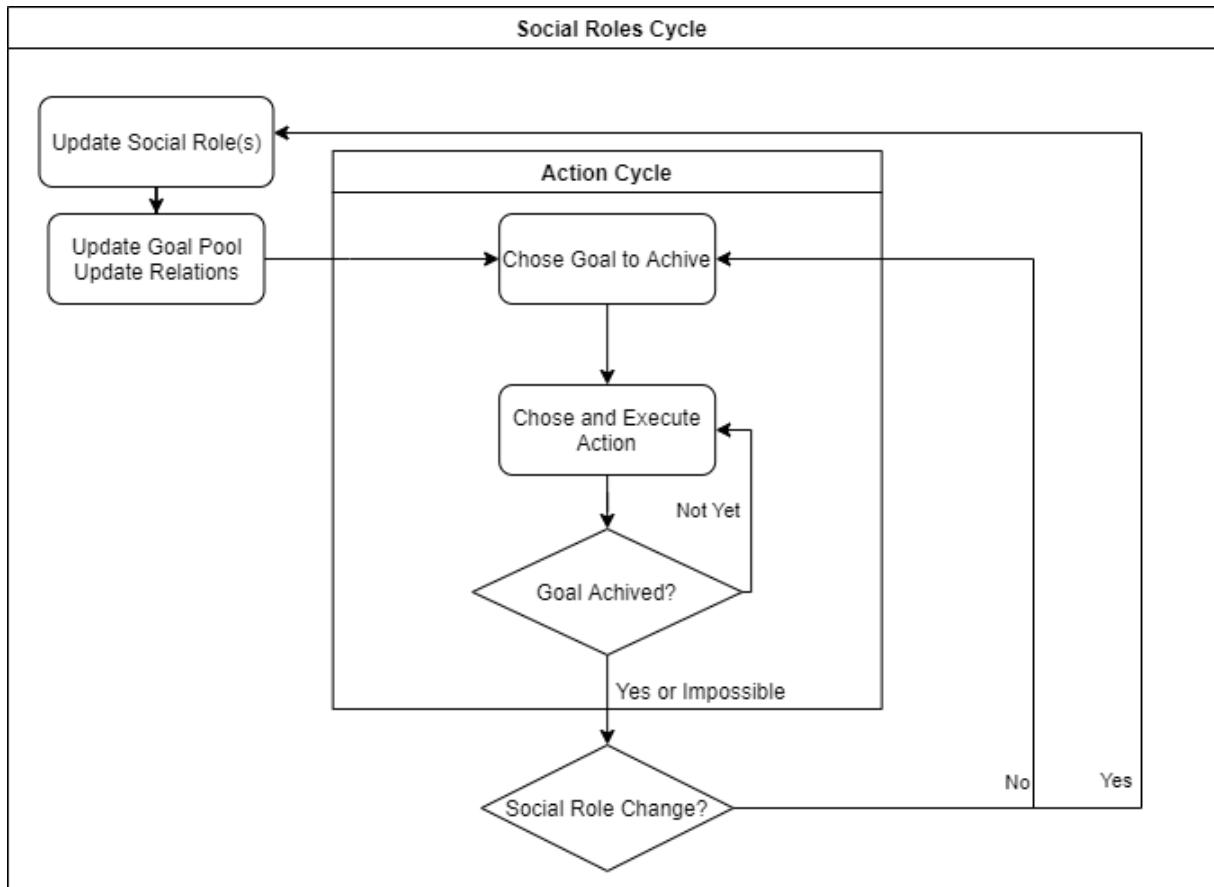 Social Roles Cycle
Update Social Role(s)
Action Cycle
Update Goal Pool
Update Relations
Chose Goal to Achive
Chose and Execute
Action
Not Yet
Goal Achived?
Yes or Impossible
Social Role Change?
No
Yes